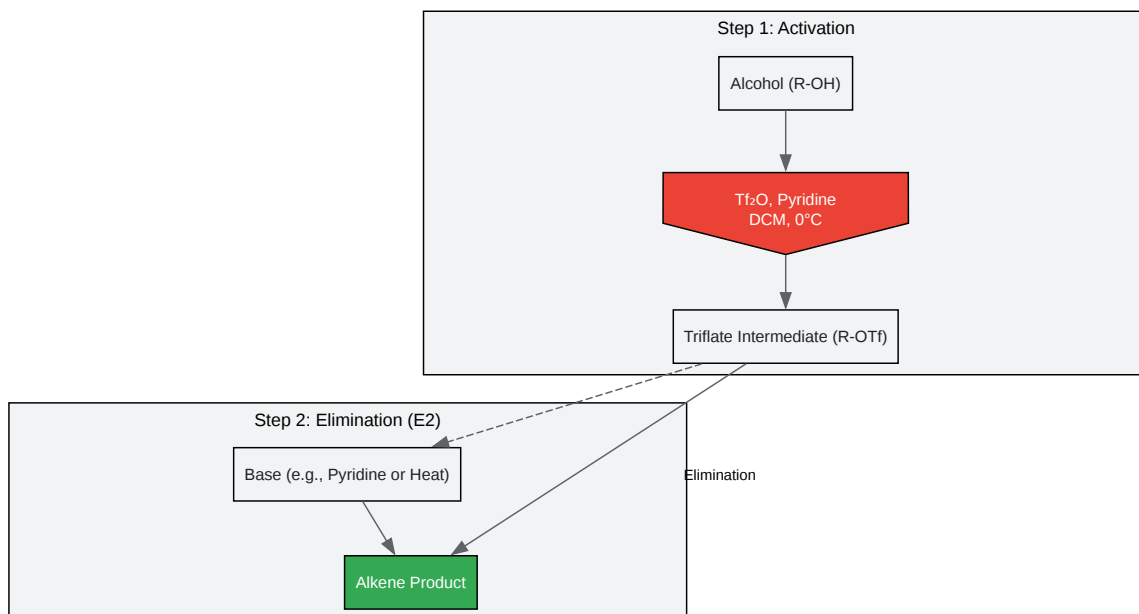 Step 1: Activation
Alcohol (R-OH)
Tf₂O, Pyridine
DCM, 0°C
Triflate Intermediate (R-OTf)
Step 2: Elimination (E2)
Base (e.g., Pyridine or Heat)
Elimination
Alkene Product